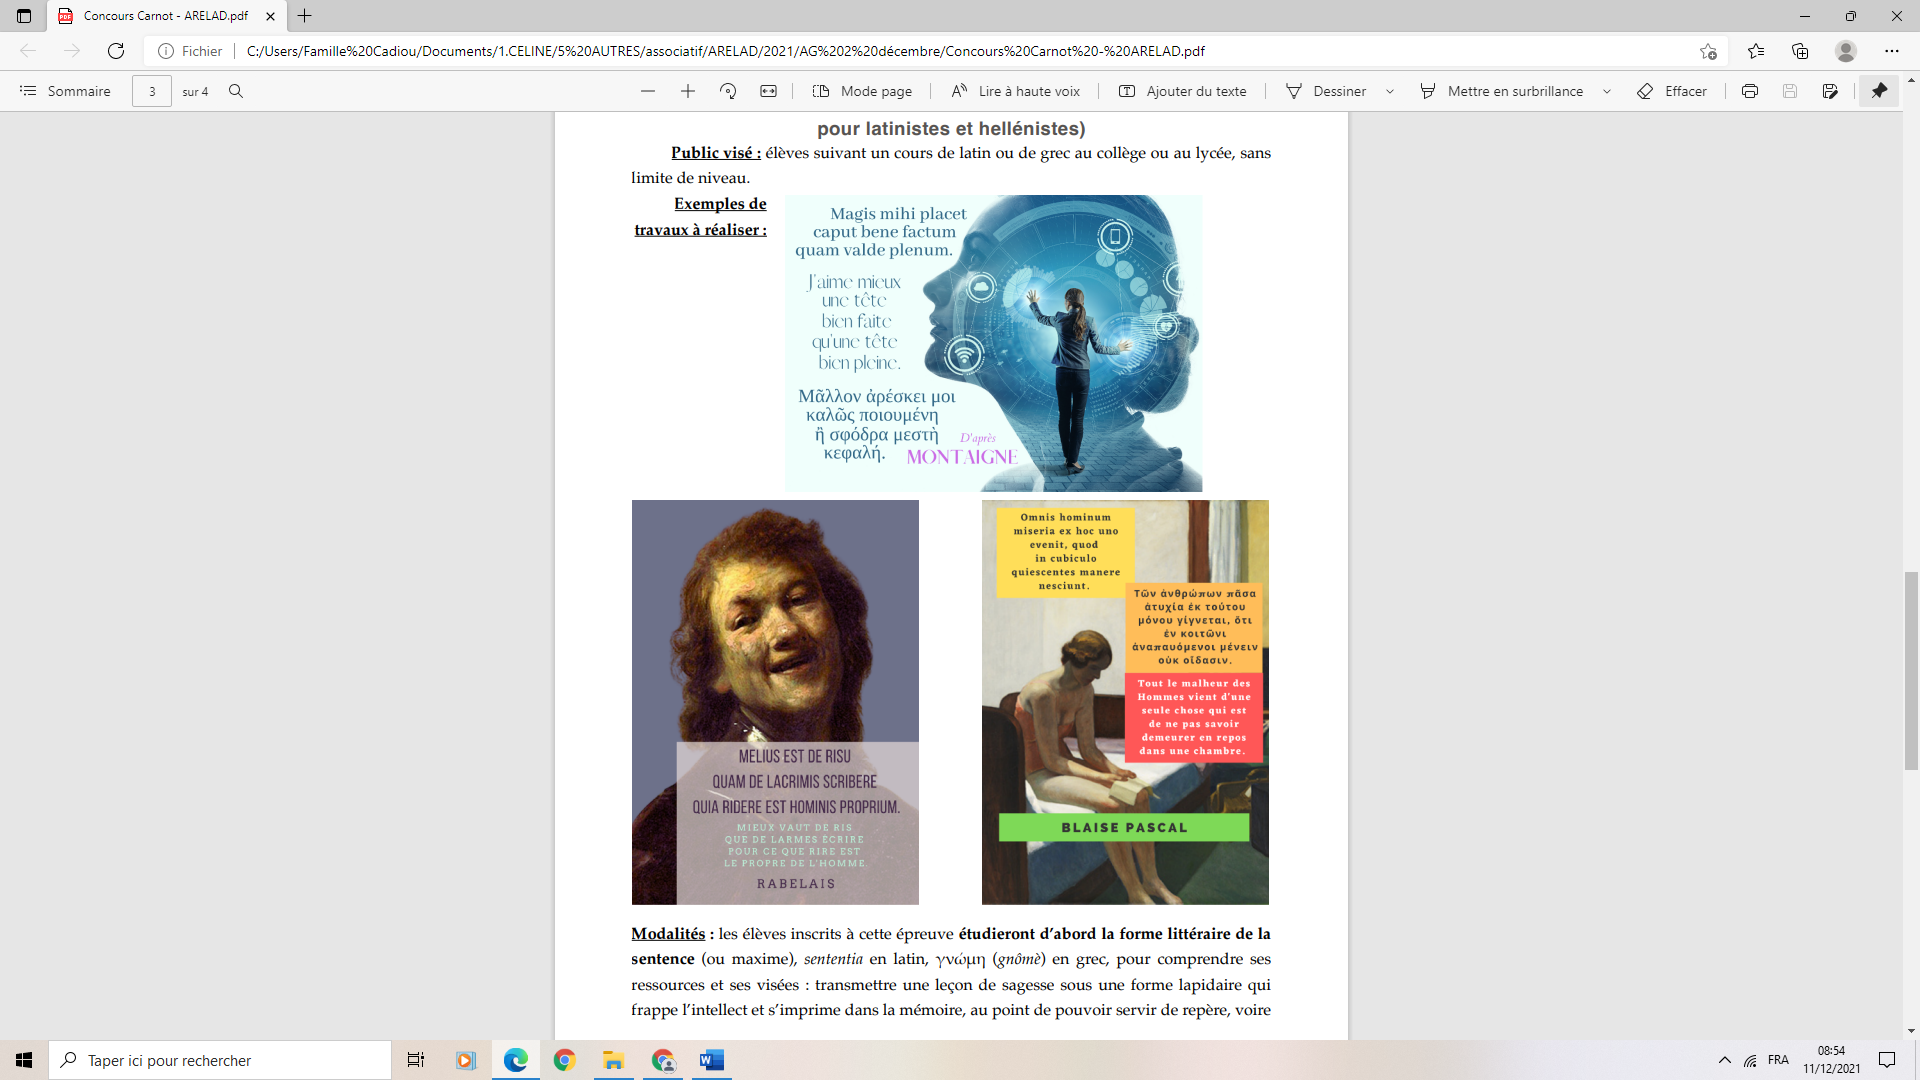 Concours Carnot - ARELAD.pdf
Fichier
C:/Users/Famille%20Cadiou/Documents/1.CELINE/5%20AUTRES/associatif/ARELAD/2021/AG%202%20décembre/Concours%20Carnot%20-%20ARELAD.pdf
Sommaire
3 sur 4
Mode page
Lire à haute voix
Ajouter du texte
Dessiner
Mettre en surbrillance
Effacer
pour latinistes et hellénistes)
Public visé : élèves suivant un cours de latin ou de grec au collège ou au lycée, sans
limite de niveau.
Exemples de
travaux à réaliser :
Magis mihi placet
caput bene factum
quam valde plenum.
J'aime mieux
une tête
bien faite
qu'une tête
bien pleine.
Μᾶλλον ἀρέσκει μοι
καλῶς ποιουμένη
ἢ σφόδρα μεστὴ
κεφαλή.
D'après
MONTAIGNE
MELIUS EST DE RISU
QUAM DE LACRIMIS SCRIBERE
QUIA RIDERE EST HOMINIS PROPRIUM.
MIEUX VAUT DE RIS
QUE DE LARMES ÉCRIRE
POUR CE QUE RIRE EST
LE PROPRE DE L'HOMME
RABELAIS
Omnis hominum
miseria ex hoc uno
evenit, quod
in cubiculo
quiescentes manere
nesciunt.
Τῶν ἀνθρώπων πᾶσα
ἀτυχία ἐκ τούτου
μόνου γίγνεται, ὅτι
ἐν κοιτῶνι
ἀναπαυόμενοι μένειν
οὐκ οἴδασιν.
Tout le malheur des
Hommes vient d'une
seule chose qui est
de ne pas savoir
demeurer en repos
dans une chambre.
BLAISE PASCAL
Modalités : les élèves inscrits à cette épreuve étudieront d’abord la forme littéraire de la
sentence (ou maxime), sententia en latin, γνώμη (gnômè) en grec, pour comprendre ses
ressources et ses visées : transmettre une leçon de sagesse sous une forme lapidaire qui
frappe l’intellect et s’imprime dans la mémoire, au point de pouvoir servir de repère, voire
Taper ici pour rechercher
FRA
08:54
11/12/2021